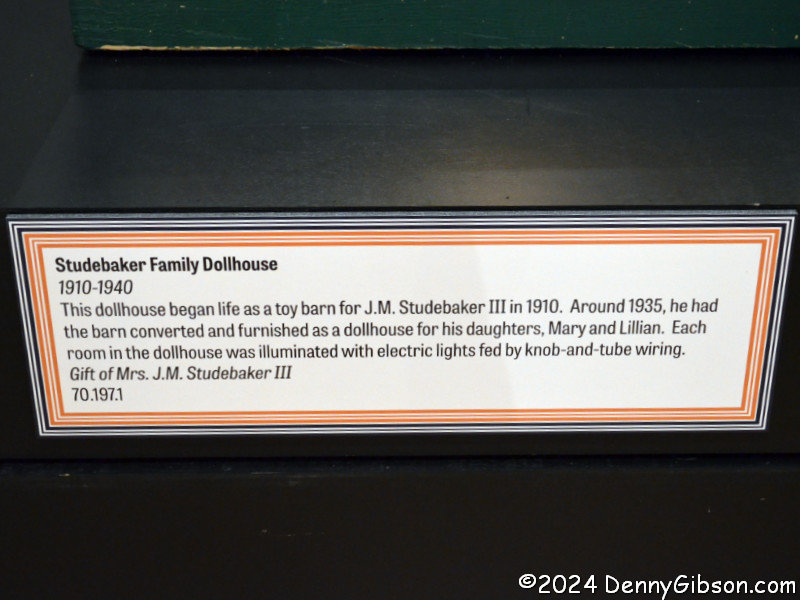 Studebaker Family Dollhouse
1910-1940
This dollhouse began life as a toy barn for J.M. Studebaker III in 1910. Around 1935, he had
the barn converted and furnished as a dollhouse for his daughters, Mary and Lillian. Each
room in the dollhouse was illuminated with electric lights fed by knob-and-tube wiring.
Gift of Mrs. J.M. Studebaker III
70.197.1
©2024 DennyGibson.com